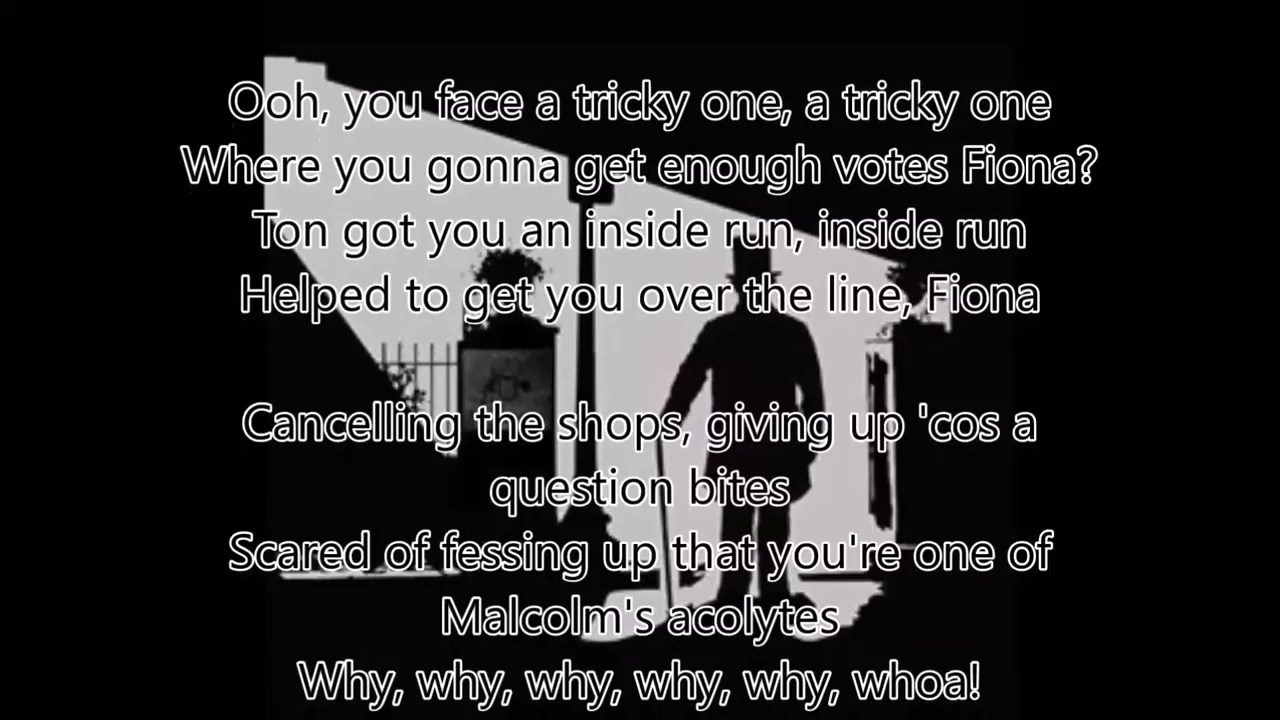 Ooh, you face a tricky one, a tricky one
Where you gonna get enough votes Fiona?
Ton got you an inside run, inside run
Helped to get you over the line, Fiona
Cancelling the shops, giving up 'cos a
question bites
Scared of fessing up that you're one of
Malcolm's acolytes
Why, why, why, why, why, whoa!